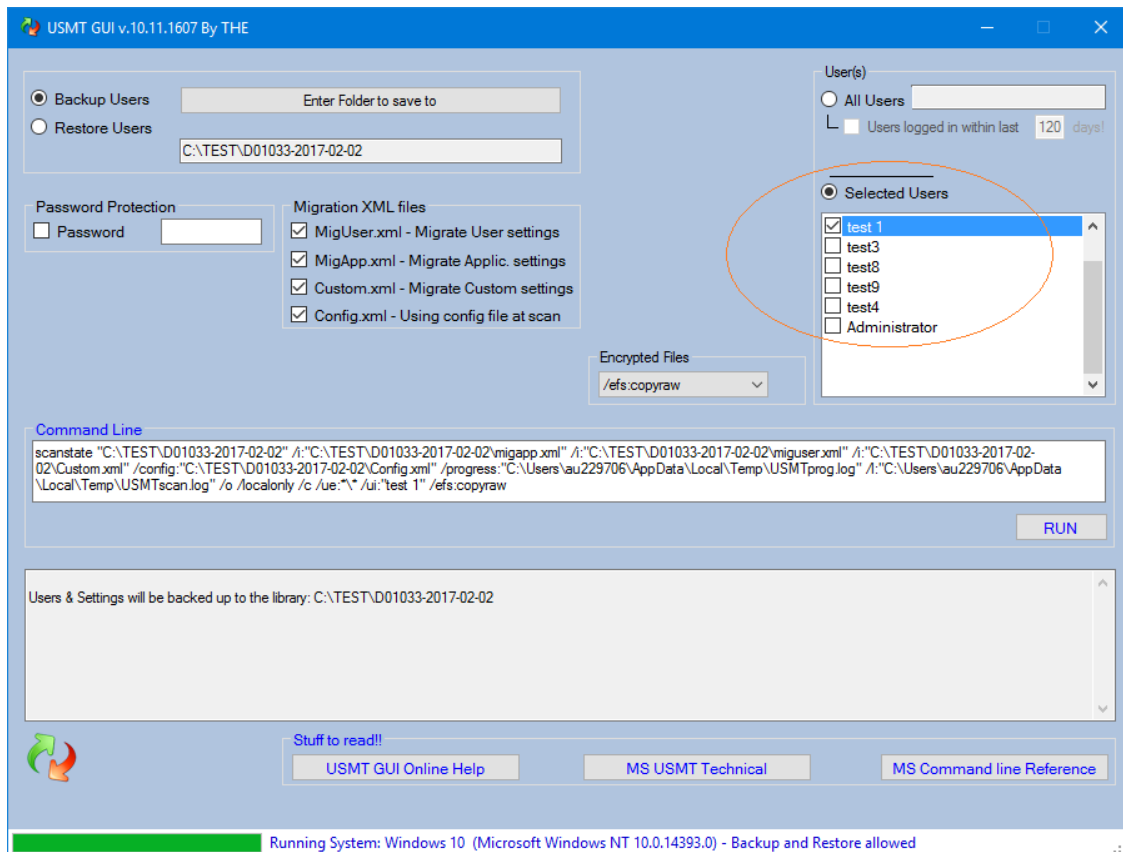 USMT GUI v.10.11.1607 By THE
Backup Users
Enter Folder to save to
Restore Users
C:\TEST\D01033-2017-02-02
User(s)
All Users
Users logged in within last 120 days!
Selected Users
test 1
test3
test8
test9
test4
Administrator
Password Protection
Password
Migration XML files
MigUser.xml - Migrate User settings
MigApp.xml - Migrate Applic. settings
Custom.xml - Migrate Custom settings
Config.xml - Using config file at scan
Encrypted Files
/efs:copyraw
Command Line
scanstate "C:\TEST\D01033-2017-02-02" /i:"C:\TEST\D01033-2017-02-02\migapp.xml" /i:"C:\TEST\D01033-2017-02-02\miguser.xml" /i:"C:\TEST\D01033-2017-02-
02\Custom.xml" /config:"C:\TEST\D01033-2017-02-02\Config.xml" /progress:"C:\Users\au229706\AppData\Local\Temp\USMTprog.log" /l:"C:\Users\au229706\AppData
\Local\Temp\USMTscan.log" /o /localonly /c /ue:*\* /ui:"test 1" /efs:copyraw
RUN
Users & Settings will be backed up to the library: C:\TEST\D01033-2017-02-02
Stuff to read!!
USMT GUI Online Help
MS USMT Technical
MS Command line Reference
Running System: Windows 10 (Microsoft Windows NT 10.0.14393.0) - Backup and Restore allowed